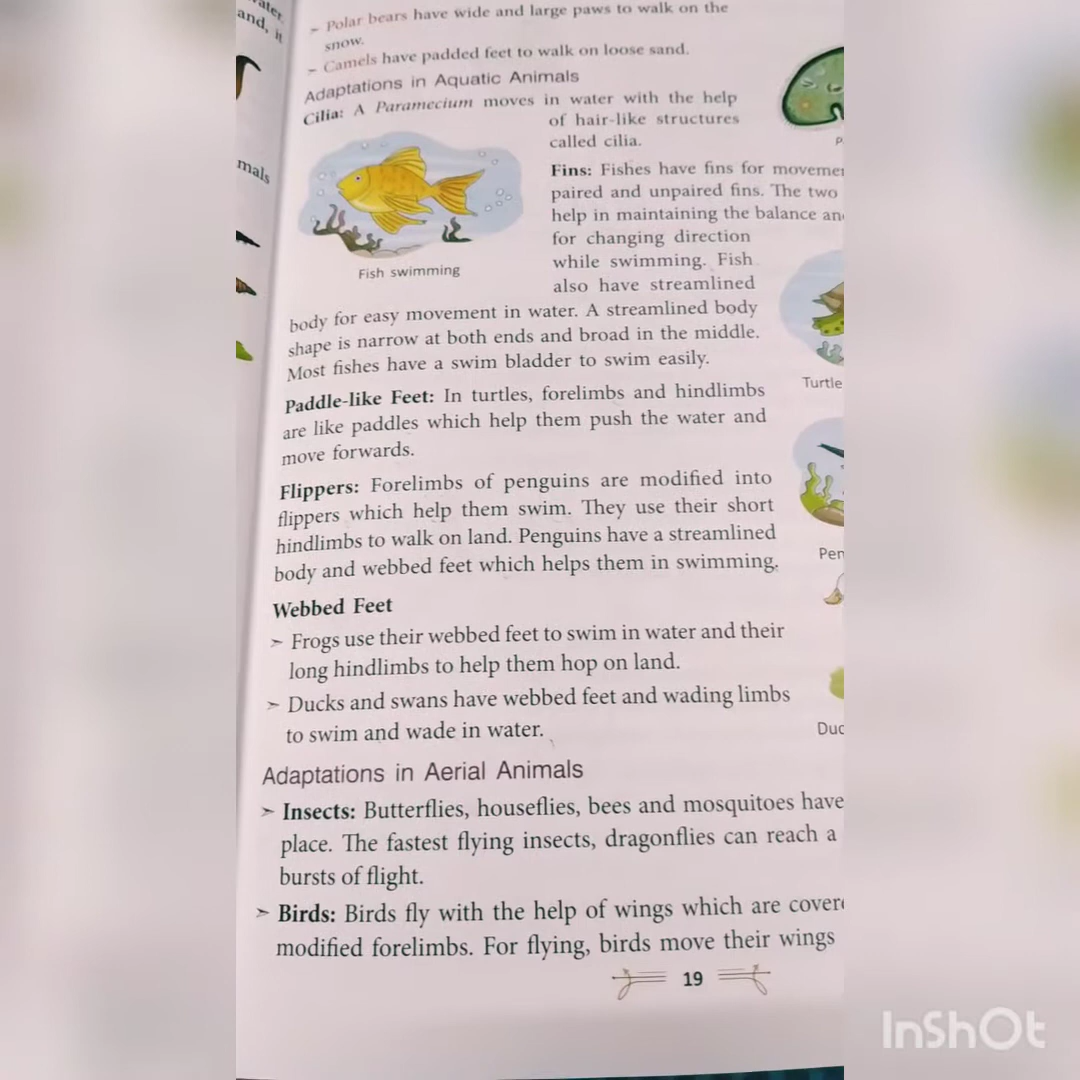 water.
and, it
mals
➤ Polar bears have wide and large paws to walk on the
snow.
➤ Camels have padded feet to walk on loose sand.
Adaptations in Aquatic Animals
Cilia: A Paramecium moves in water with the help
of hair-like structures
called cilia.
Fins: Fishes have fins for moveme
paired and unpaired fins. The two
help in maintaining the balance an
for changing direction
while swimming. Fish
also have streamlined
Fish swimming
body for easy movement in water. A streamlined body
shape is narrow at both ends and broad in the middle.
Most fishes have a swim bladder to swim easily.
Turtle
Paddle-like Feet: In turtles, forelimbs and hindlimbs
are like paddles which help them push the water and
move forwards.
Flippers: Forelimbs of penguins are modified into
flippers which help them swim. They use their short
hindlimbs to walk on land. Penguins have a streamlined
body and webbed feet which helps them in swimming.
Pen
Webbed Feet
➤ Frogs use their webbed feet to swim in water and their
long hindlimbs to help them hop on land.
➤ Ducks and swans have webbed feet and wading limbs
to swim and wade in water.
Duc
Adaptations in Aerial Animals
➤ Insects: Butterflies, houseflies, bees and mosquitoes have
place. The fastest flying insects, dragonflies can reach a
bursts of flight.
➤ Birds: Birds fly with the help of wings which are cover
modified forelimbs. For flying, birds move their wings
19
InShOt